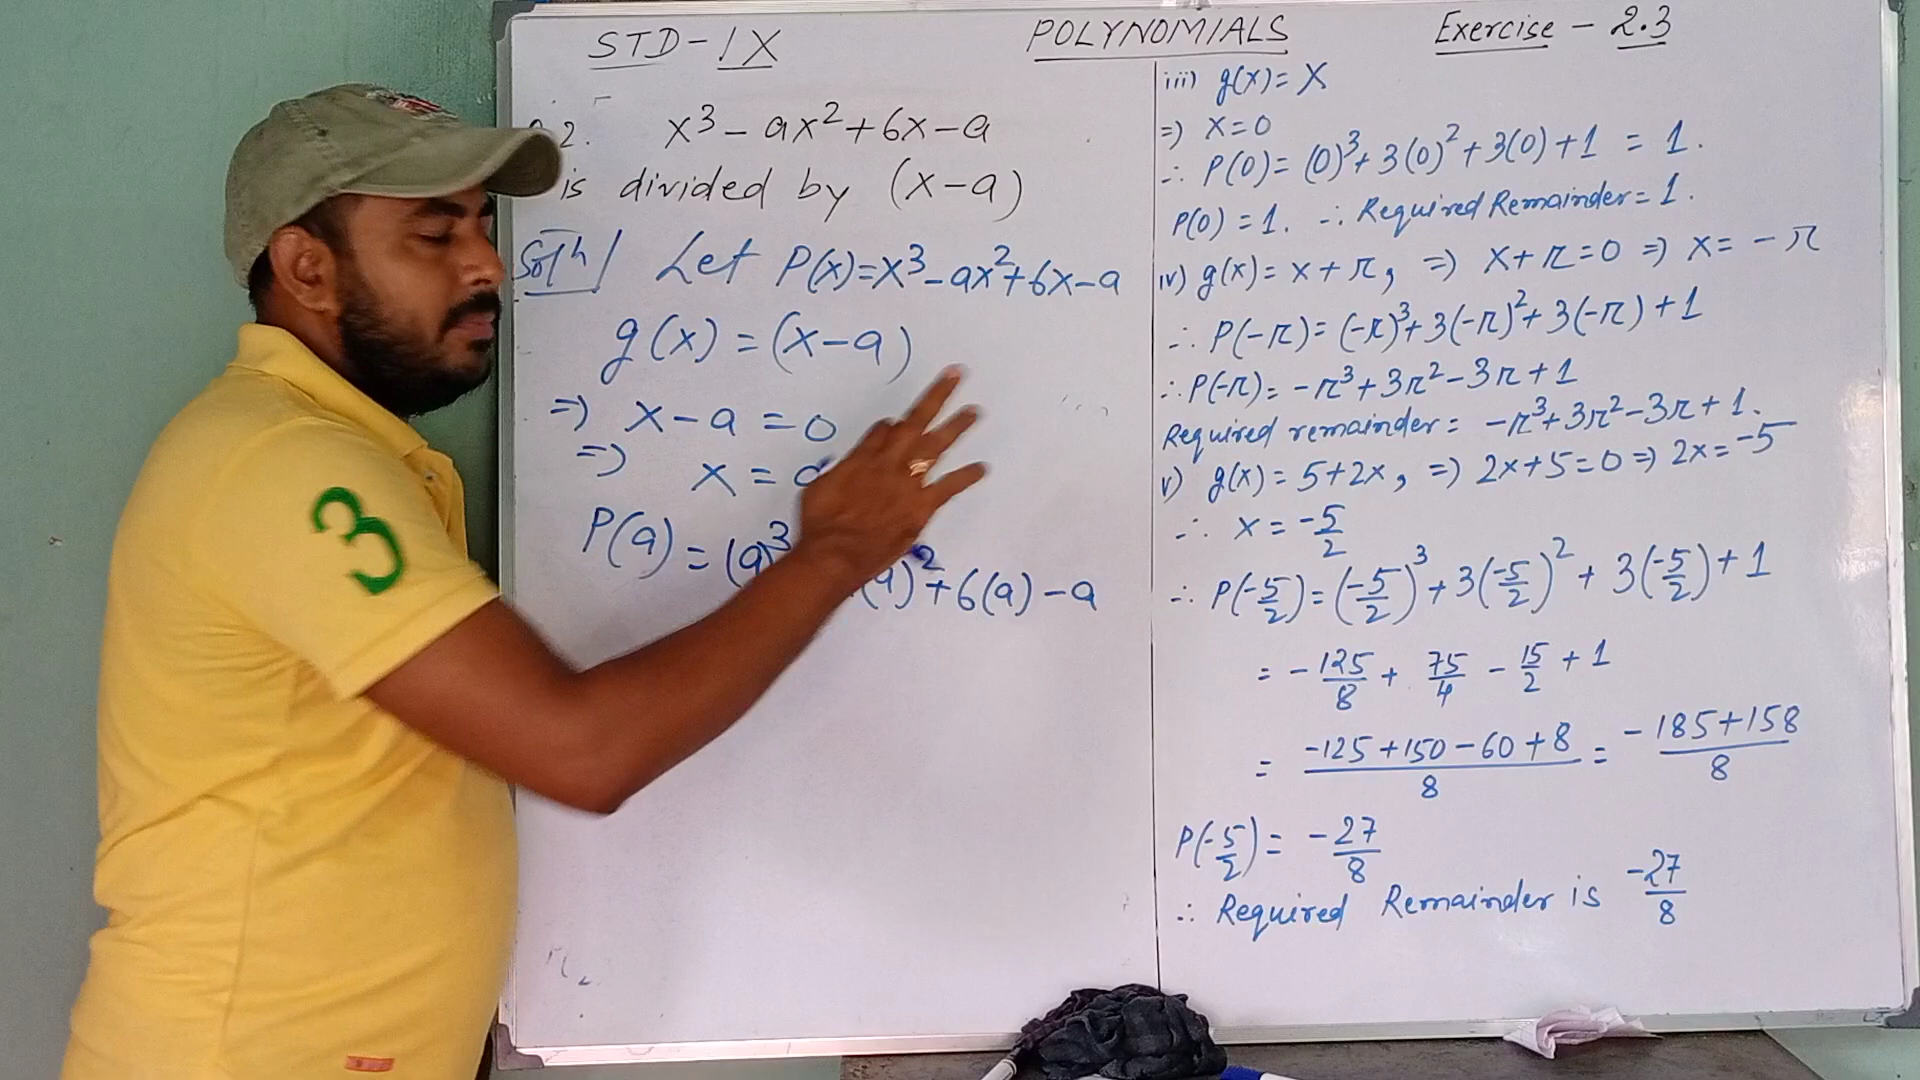 STD-IX POLYNOMIALS Exercise - 2.3
2. x³ - ax² + 6x - a
is divided by (x-a)
Solⁿ/ Let P(x)=x³-ax²+6x-a
g(x) = (x-a)
=> x-a=0
=> x=a
P(a) = (a)³ (a)²+6(a)-a
iii) g(x)= x
=) x=0
∴ P(0)= (0)³+3(0)²+3(0)+1 = 1.
P(0) = 1. ∴ Required Remainder= 1.
iv) g(x)= x+π, => x+π=0 => x= -π
∴ P(-π)= (-π)³+3(-π)²+3(-π)+1
∴ P(-π)= -π³+3π²-3π+1
Required remainder= -π³+3π²-3π+1.
v) g(x)= 5+2x, => 2x+5=0 => 2x=-5
∴ x = -5/2
∴ P(-5/2)=(-5/2)³+3(-5/2)²+3(-5/2)+1
= -125/8 + 75/4 - 15/2 + 1
= -125+150-60+8/8 = -185+158/8
P(-5/2)= -27/8
∴ Required Remainder is -27/8
3